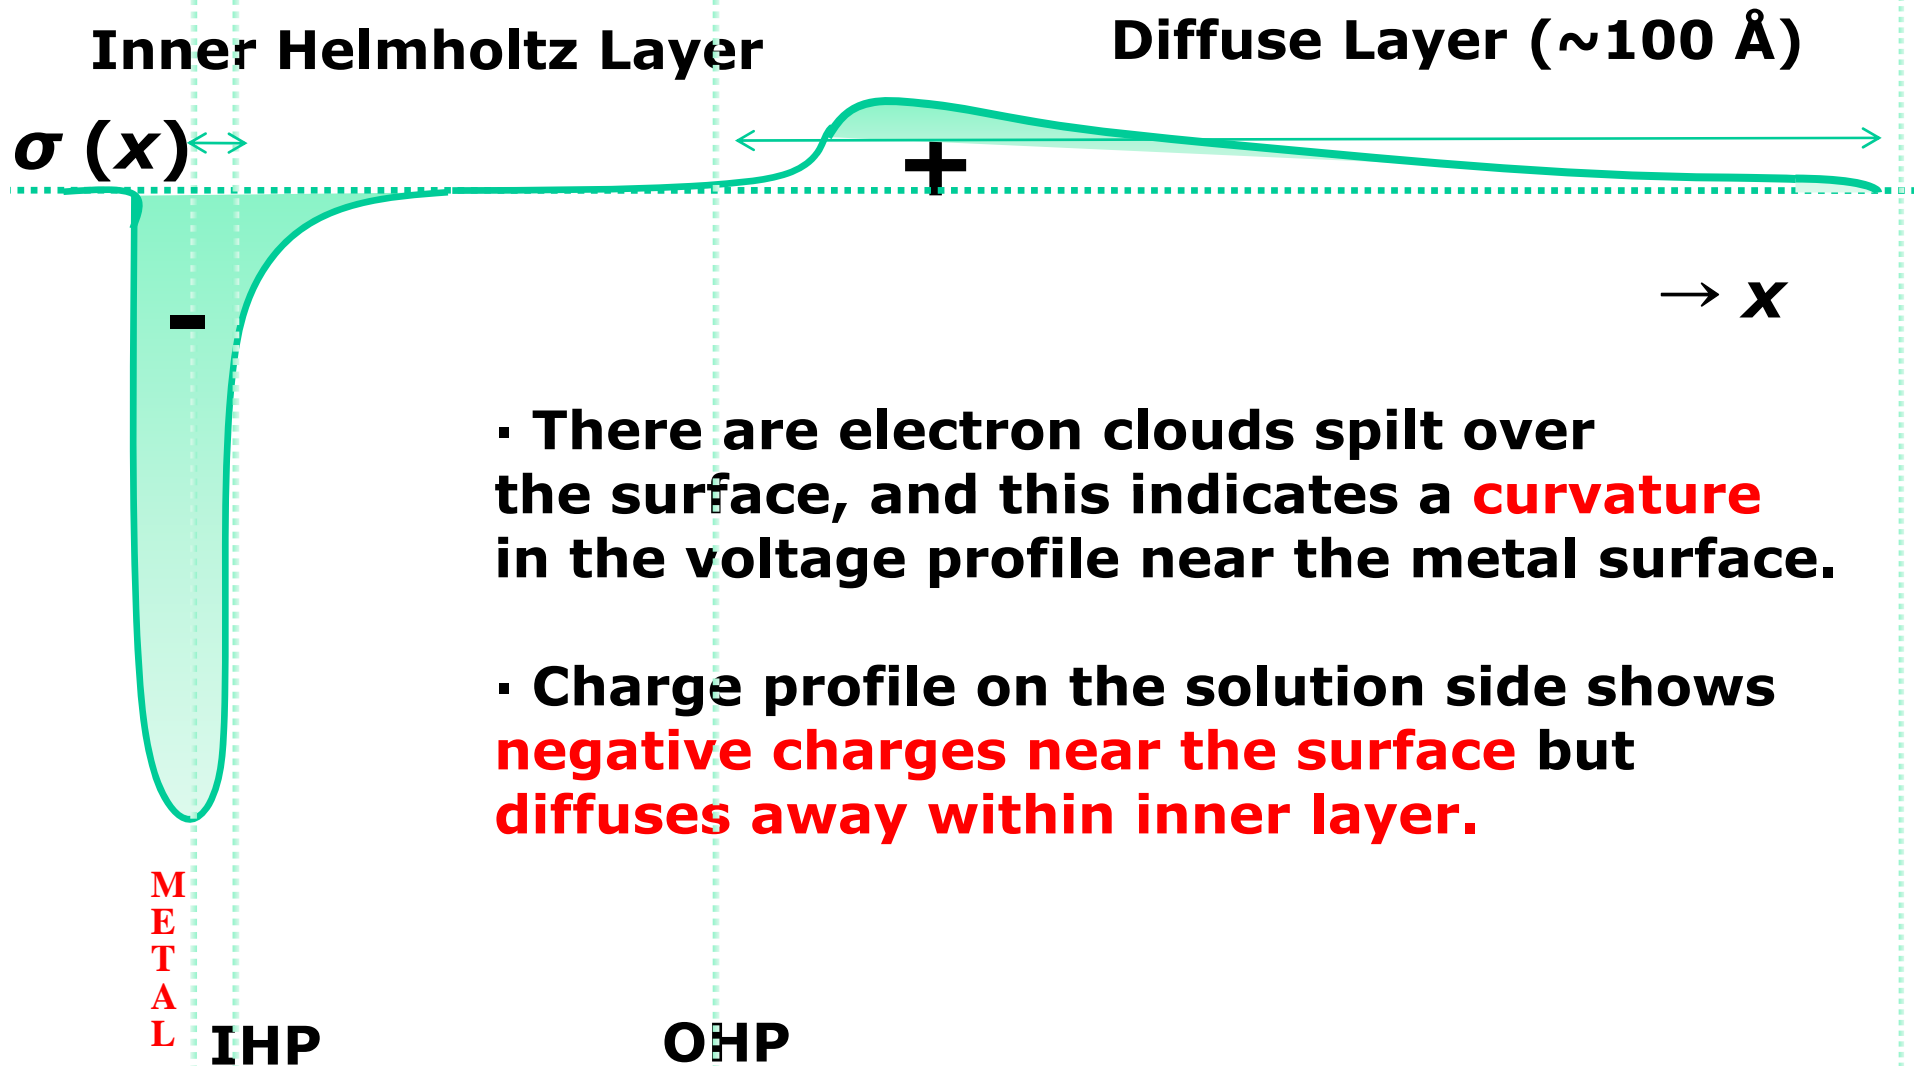 Inner Helmholtz Layer
Diffuse Layer (~100 Å)
σ (x)
+
→ x
-
· There are electron clouds spilt over
the surface, and this indicates a curvature
in the voltage profile near the metal surface.
· Charge profile on the solution side shows
negative charges near the surface but
diffuses away within inner layer.
M
E
T
A
L
IHP
OHP